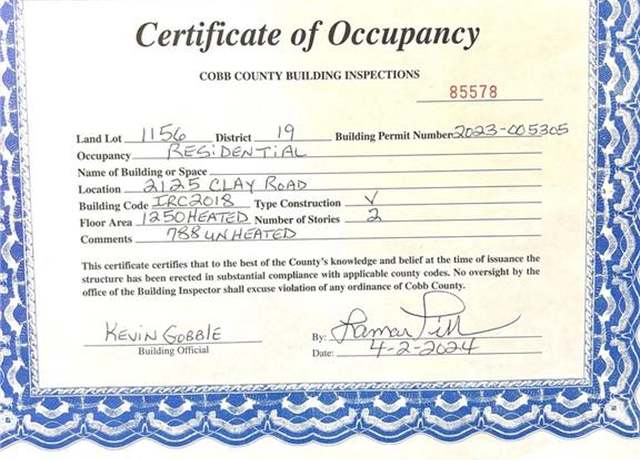 Certificate of Occupancy
COBB COUNTY BUILDING INSPECTIONS
85578
Land Lot 1156 District 19 Building Permit Number 2023-005305
Occupancy RESIDENTIAL
Name of Building or Space
Location 2125 CLAY ROAD
Building Code IRC2018 Type Construction V
Floor Area 1250 HEATED Number of Stories 2
Comments 788 UNHEATED
This certificate certifies that to the best of the County's knowledge and belief at the time of issuance the
structure has been erected in substantial compliance with applicable county codes. No oversight by the
office of the Building Inspector shall excuse violation of any ordinance of Cobb County.
KEVIN GOBBLE
Building Official
By: Lamar
Date: 4-2-2024